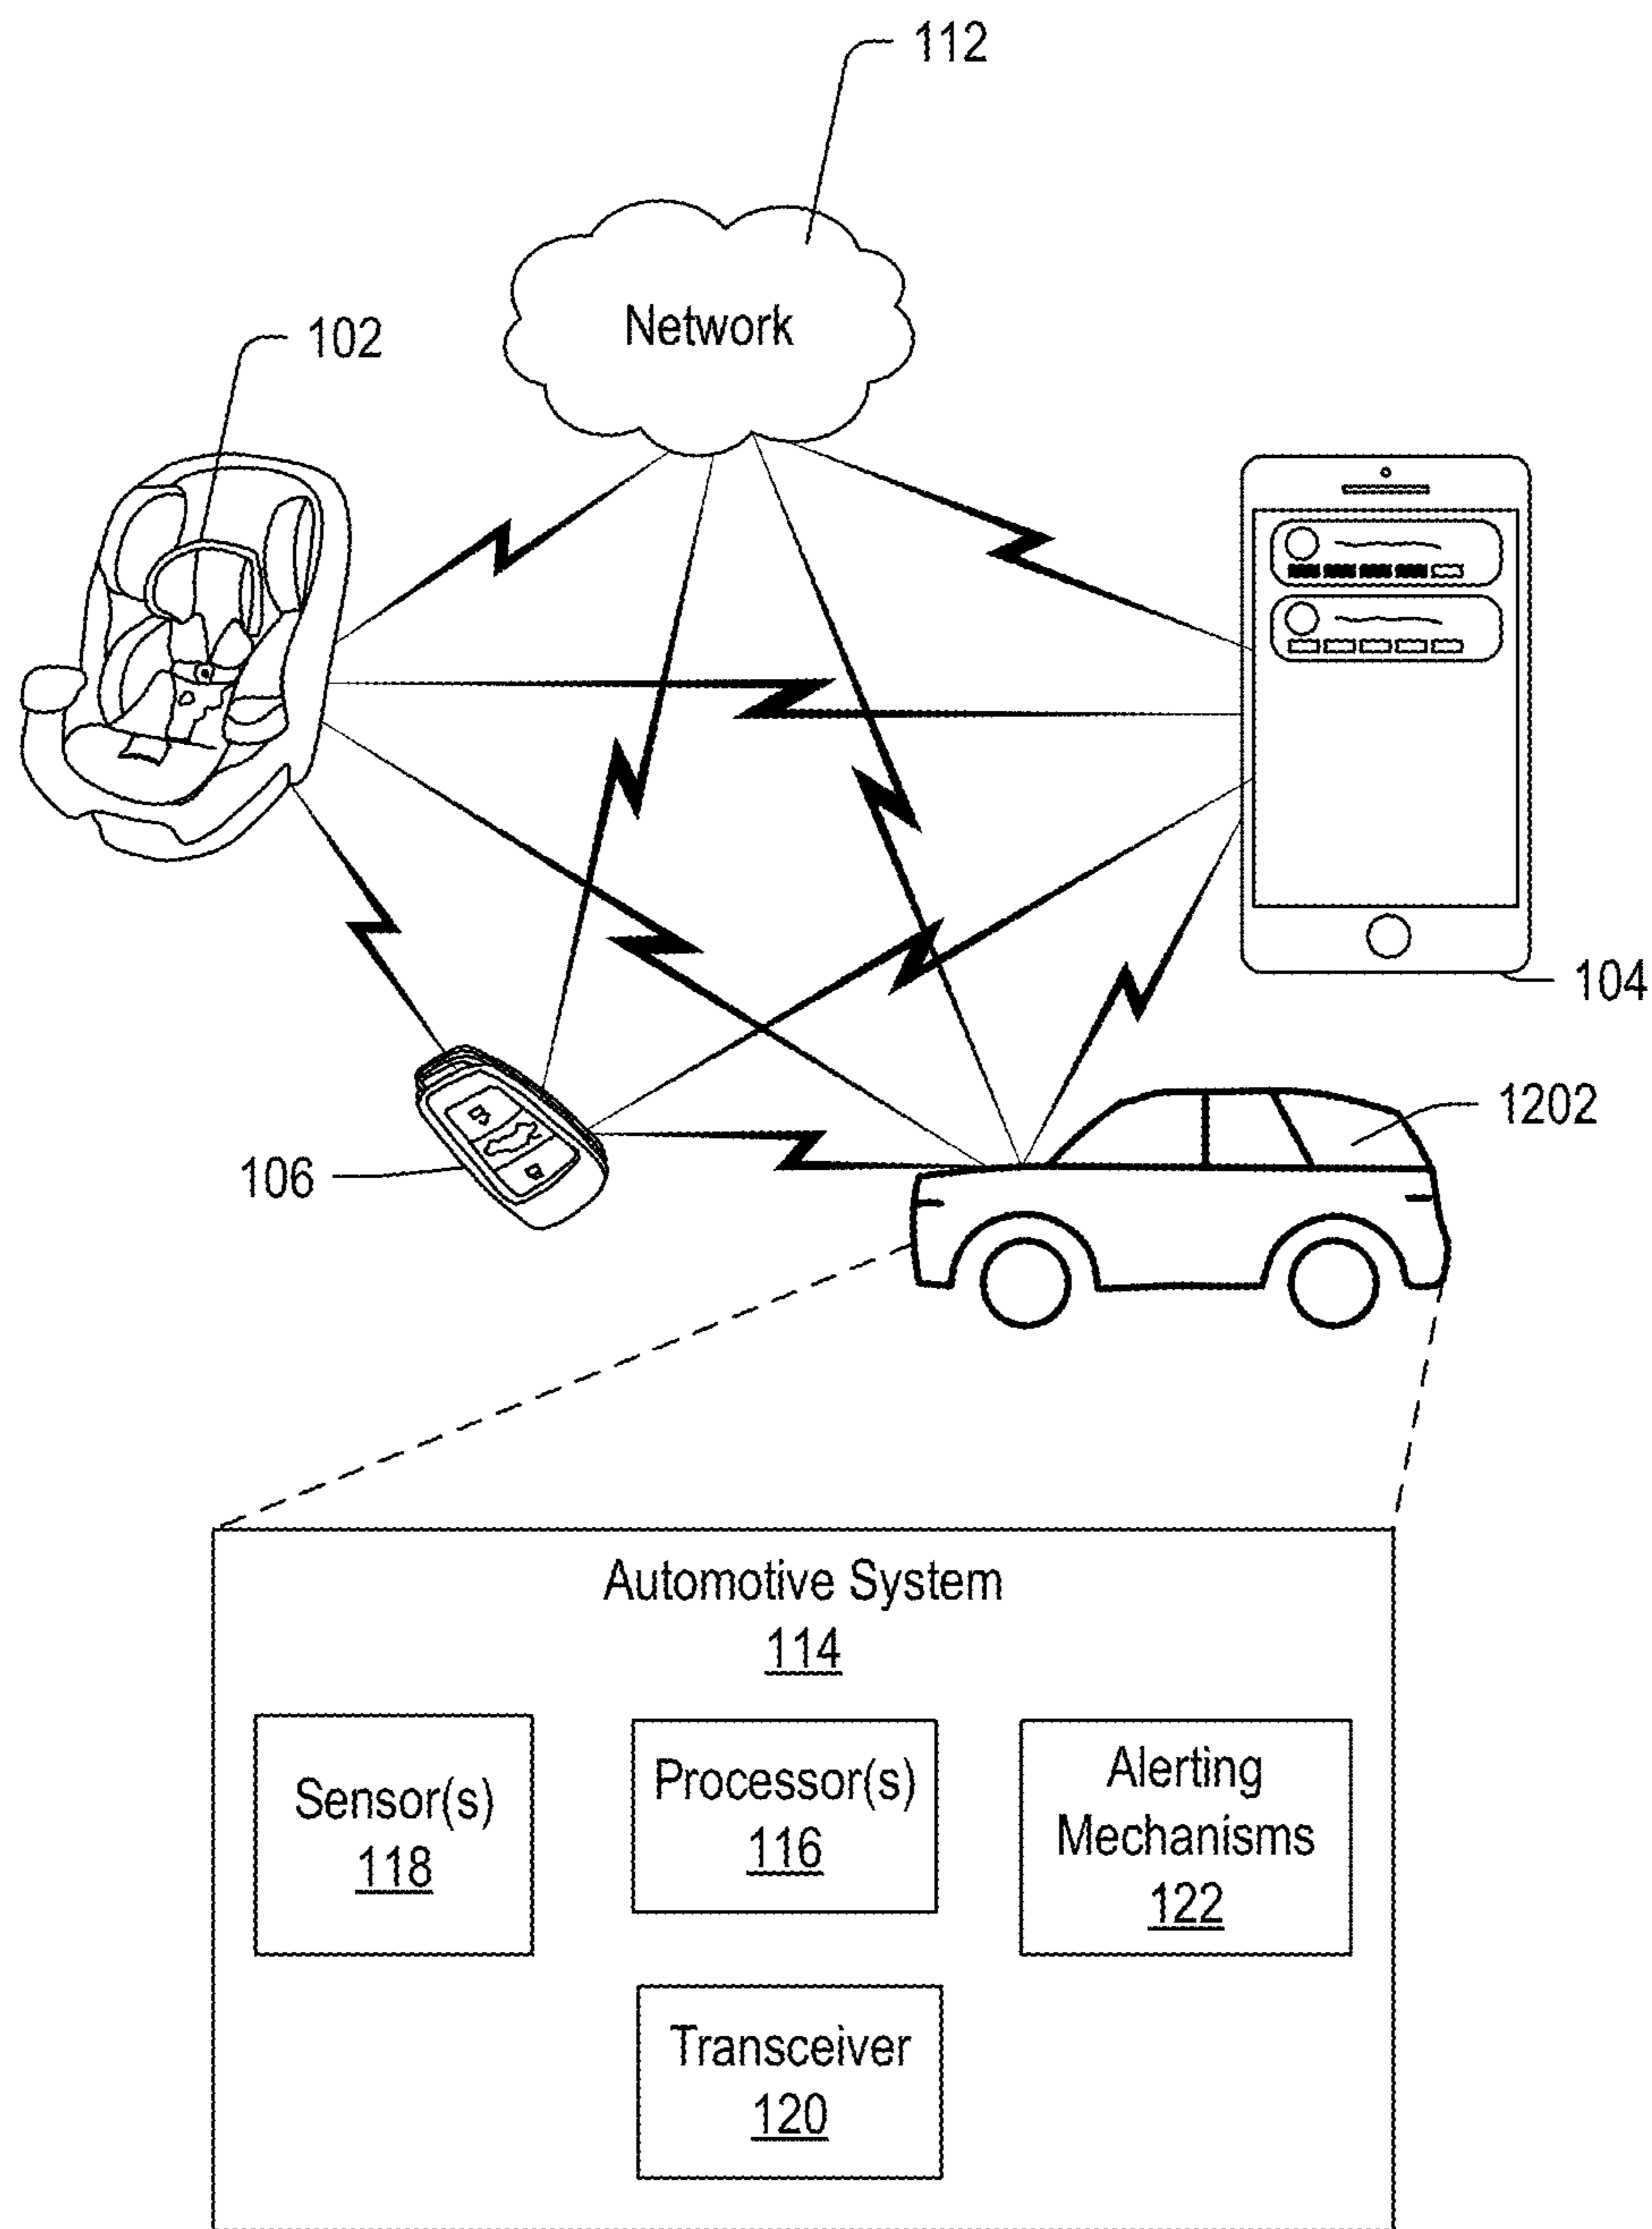 112
Network
102
104
1202
106
Automotive System
114
Sensor(s)
118
Processor(s)
116
Alerting
Mechanisms
122
Transceiver
120